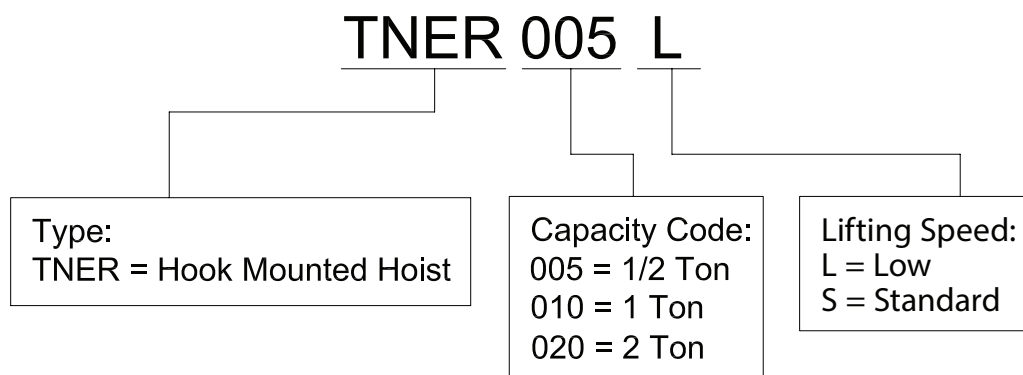 TNER 005 L
Type:
TNER = Hook Mounted Hoist
Capacity Code:
005 = 1/2 Ton
010 = 1 Ton
020 = 2 Ton
Lifting Speed:
L = Low
S = Standard